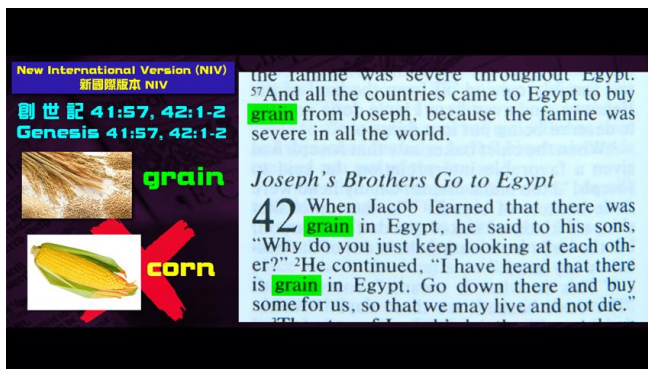 New International Version (NIV)
新國際版本 NIV
創世記 41:57, 42:1-2
Genesis 41:57, 42:1-2
grain
corn
the famine was severe throughout Egypt.
57And all the countries came to Egypt to buy
grain from Joseph, because the famine was
severe in all the world.
Joseph's Brothers Go to Egypt
42 When Jacob learned that there was
grain in Egypt, he said to his sons,
“Why do you just keep looking at each oth-
er?” 2He continued, “I have heard that there
is grain in Egypt. Go down there and buy
some for us, so that we may live and not die.”